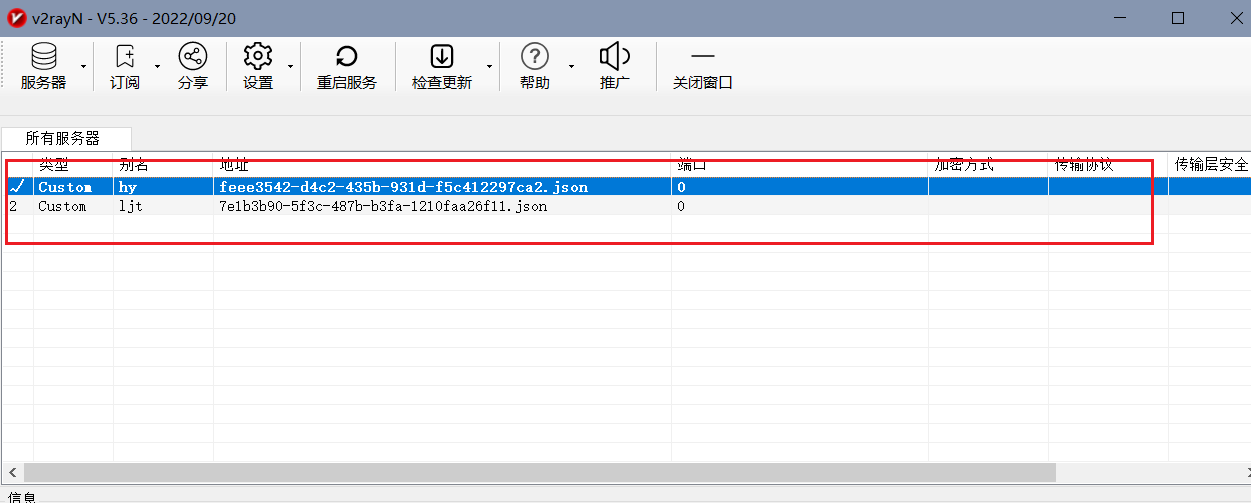 v2rayN - V5.36 - 2022/09/20
服务器 订阅 分享 设置 重启服务 检查更新 帮助 推广 关闭窗口
所有服务器
类型 别名 地址 端口 加密方式 传输协议 传输层安全
Custom hy feee3542-d4c2-435b-931d-f5c412297ca2.json 0
2 Custom ljt 7e1b3b90-5f3c-487b-b3fa-1210faa26f11.json 0
信息